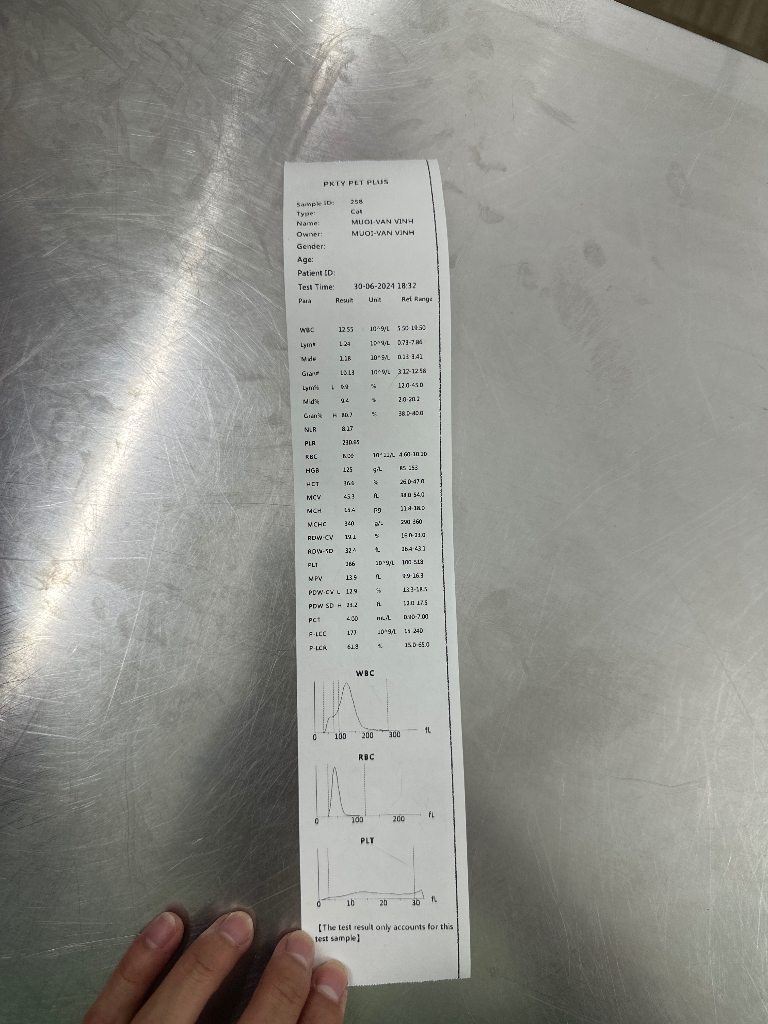 PKTY PET PLUS
Sample ID: 258
Type: Cat
Name: MUOI-VAN VINH
Owner: MUOI-VAN VINH
Gender:
Age:
Patient ID:
Test Time: 30-06-2024 18:32
Para Result Unit Ref. Range
WBC 12.55 10^9/L 5.50-19.50
Lym# 1.24 10^9/L 0.73-7.86
Mid# 1.18 10^9/L 0.13-3.41
Gran# 10.13 10^9/L 3.12-12.58
Lym% L 9.9 % 12.0-45.0
Mid% 9.4 % 2.0-20.2
Gran% H 80.7 % 38.0-80.0
NLR 8.17
PLR 230.65
RBC 10^12/L 4.60-10.20
HGB 125 g/L 85-153
HCT 36.6 % 26.0-47.0
MCV 45.3 fL 38.0-54.0
MCH 15.4 pg 11.8-18.0
MCHC 340 g/L 290-360
RDW-CV 19.1 % 16.0-23.0
RDW-SD 32.4 fL 26.4-43.1
PLT 286 10^9/L 100-518
MPV 13.9 fL 9.9-16.3
PDW-CV L 12.9 % 13.3-18.5
PDW-SD H 23.2 fL 12.0-17.5
PCT 4.00 mL/L 0.90-7.00
P-LCC 177 10^9/L 15-240
P-LCR 61.8 % 15.0-65.0
WBC
0 100 200 300 fL
RBC
0 100 200 fL
PLT
0 10 20 30 fL
【The test result only accounts for this
test sample】